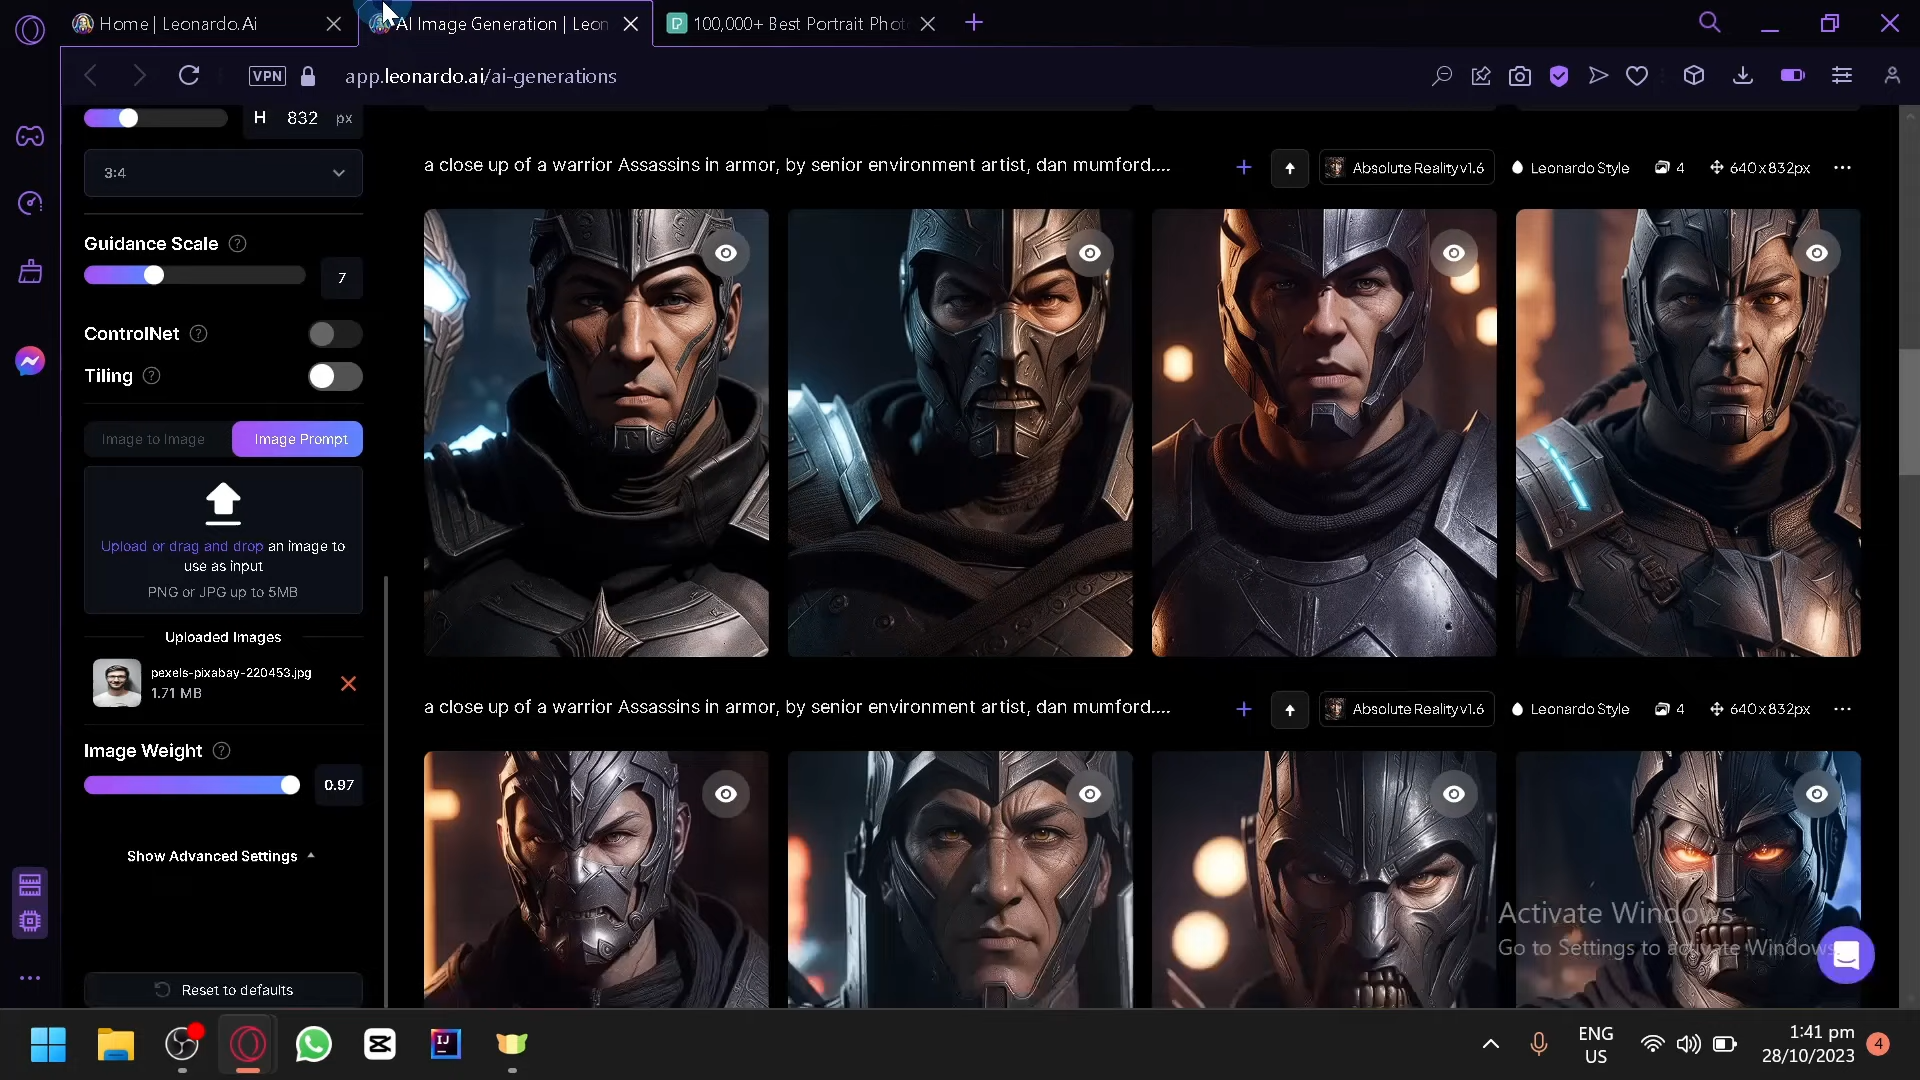 Home | Leonardo.Ai
AI Image Generation | Leon
100,000+ Best Portrait Phot
VPN
app.leonardo.ai/ai-generations
H 832 px
3:4
Guidance Scale ?
7
ControlNet ?
Tiling ?
Image to Image
Image Prompt
Upload or drag and drop an image to
use as input
PNG or JPG up to 5MB
Uploaded Images
pexels-pixabay-220453.jpg
1.71 MB
Image Weight ?
0.97
Show Advanced Settings
Reset to defaults
a close up of a warrior Assassins in armor, by senior environment artist, dan mumford....
Absolute Reality v1.6
Leonardo Style
4
640x832px
a close up of a warrior Assassins in armor, by senior environment artist, dan mumford....
Absolute Reality v1.6
Leonardo Style
4
640x832px
Activate Windows
Go to Settings to activate Windows.
IJ
ENG
US
1:41 pm
28/10/2023
4